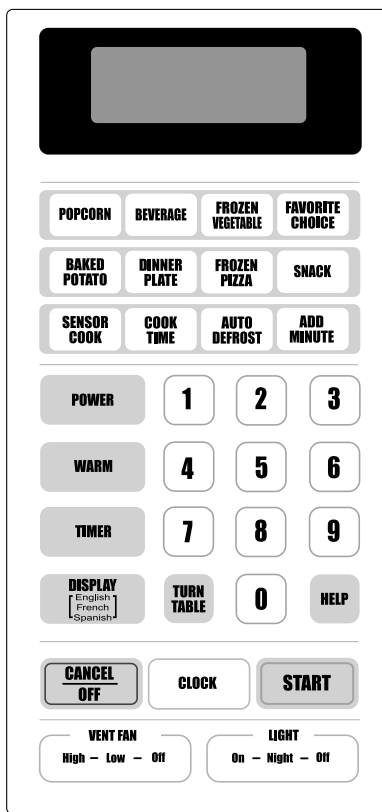 POPCORN
BEVERAGE
FROZEN
VEGETABLE
FAVORITE
CHOICE
BAKED
POTATO
DINNER
PLATE
FROZEN
PIZZA
SNACK
SENSOR
COOK
COOK
TIME
AUTO
DEFROST
ADD
MINUTE
POWER
1
2
3
WARM
4
5
6
TIMER
7
8
9
DISPLAY
English
French
Spanish
TURN
TABLE
0
HELP
CANCEL
OFF
CLOCK
START
VENT FAN
High – Low – Off
LIGHT
On – Night – Off